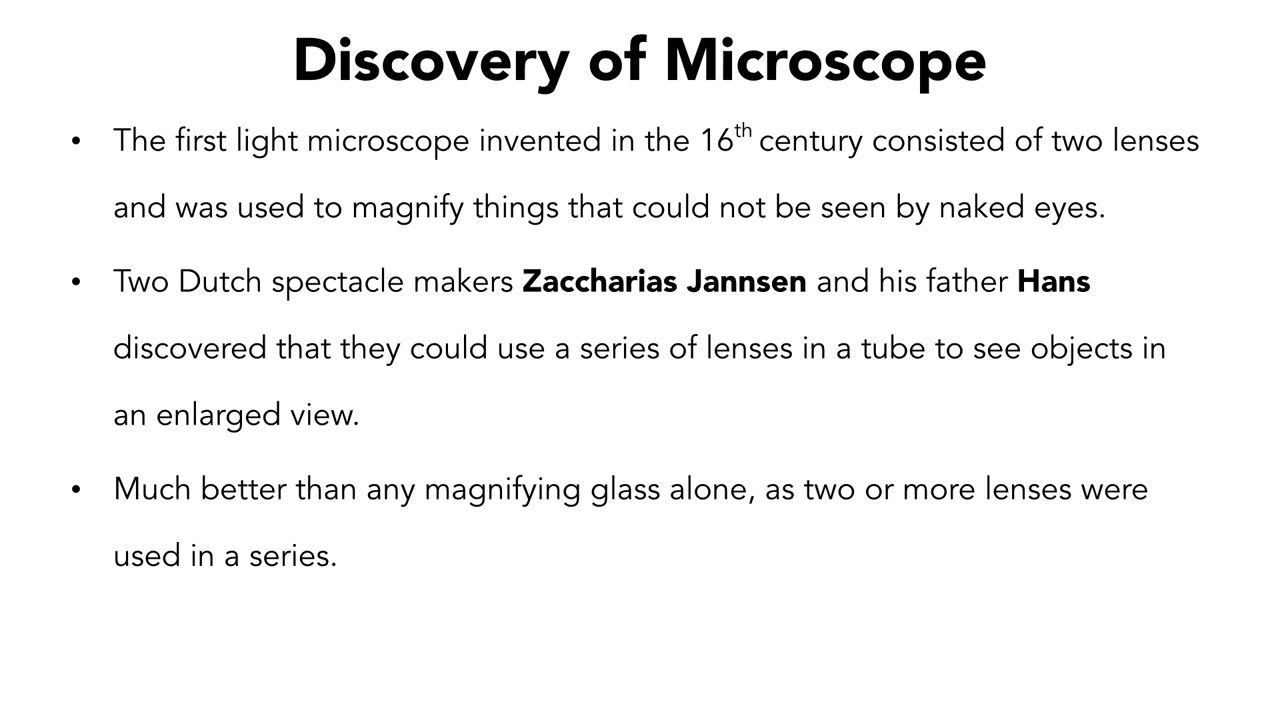 Discovery of Microscope
• The first light microscope invented in the 16th century consisted of two lenses
and was used to magnify things that could not be seen by naked eyes.
• Two Dutch spectacle makers Zaccharias Jannsen and his father Hans
discovered that they could use a series of lenses in a tube to see objects in
an enlarged view.
• Much better than any magnifying glass alone, as two or more lenses were
used in a series.